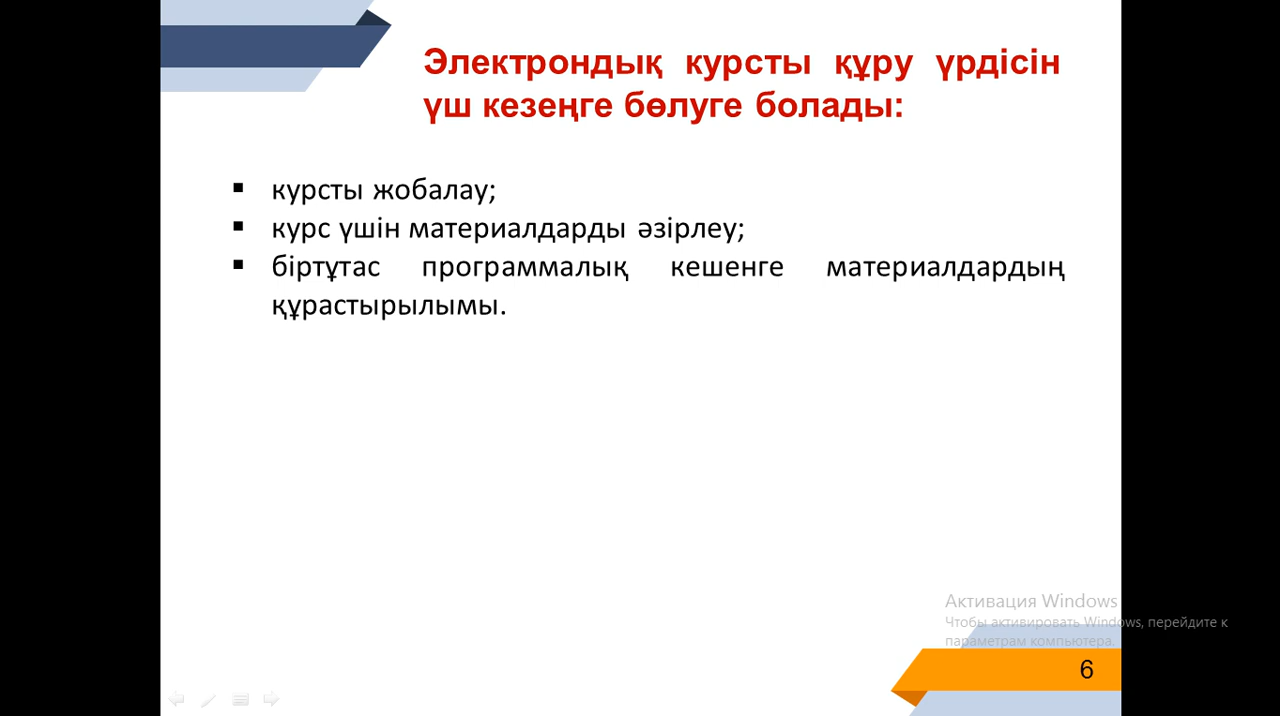 Электрондық курсты құру үрдісін
үш кезеңге бөлуге болады:
▪ курсты жобалау;
▪ курс үшін материалдарды әзірлеу;
▪ біртұтас программалық кешенге материалдардың
құрастырылымы.
Активация Windows
Чтобы активировать Windows, перейдите к
параметрам компьютера.
6